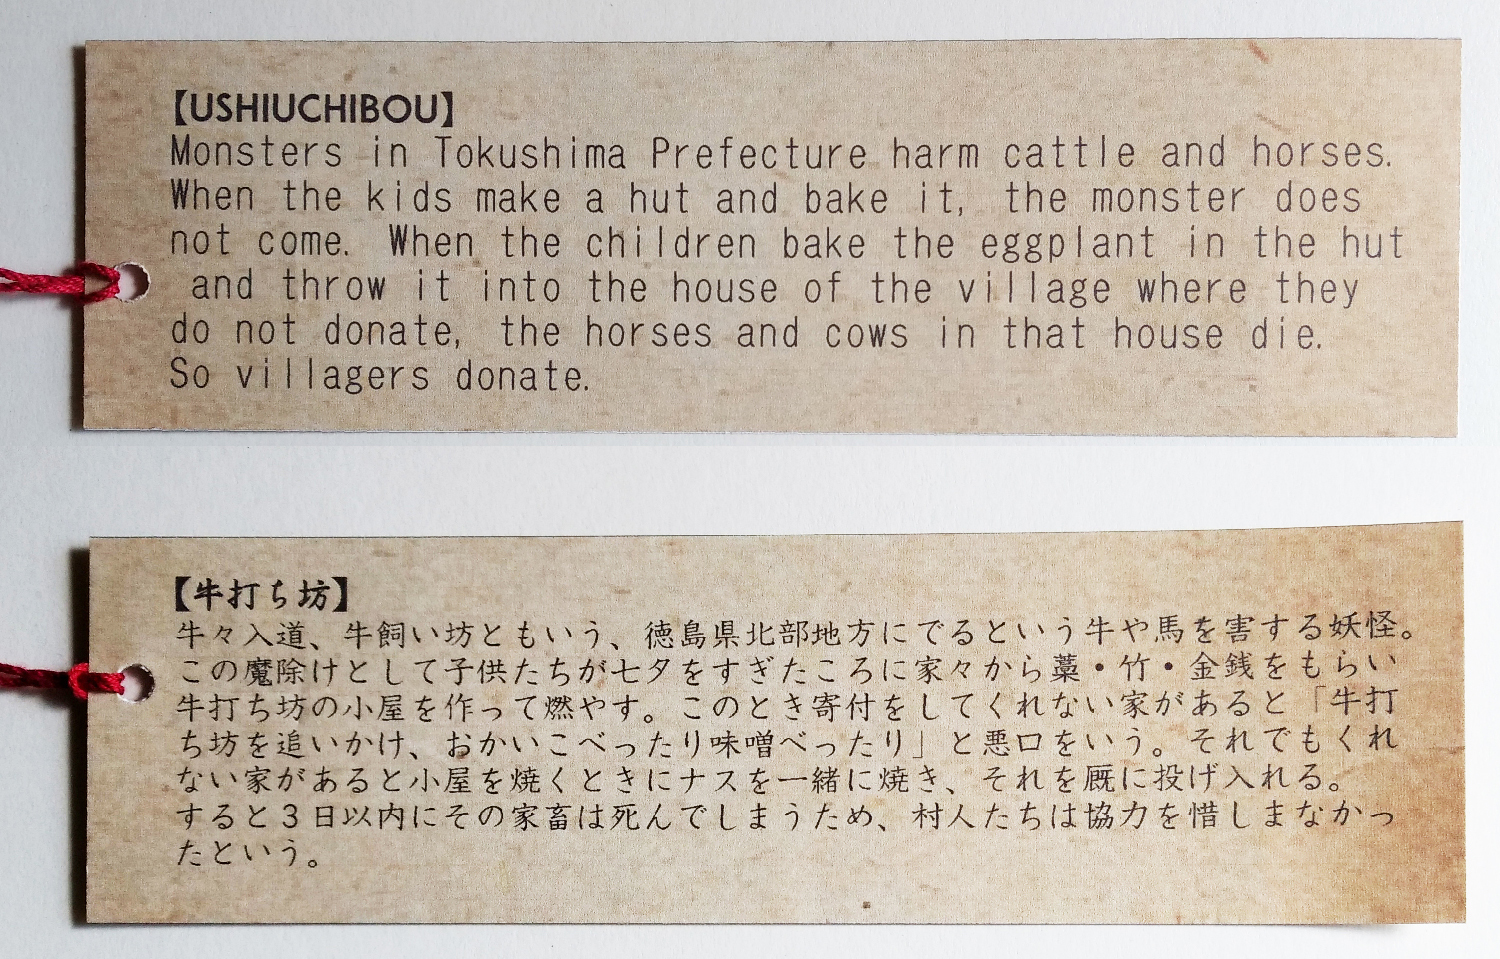 【USHIUCHIBOU】
Monsters in Tokushima Prefecture harm cattle and horses.
When the kids make a hut and bake it, the monster does
not come. When the children bake the eggplant in the hut
and throw it into the house of the village where they
do not donate, the horses and cows in that house die.
So villagers donate.
【牛打ち坊】
牛々入道、牛飼い坊ともいう、徳島県北部地方にでるという牛や馬を害する妖怪。
この魔除けとして子供たちが七夕をすぎたころに家々から藁・竹・金銭をもらい
牛打ち坊の小屋を作って燃やす。このとき寄付をしてくれない家があると「牛打
ち坊を追いかけ、おかいこべったり味噌べったり」と悪口をいう。それでもくれ
ない家があると小屋を焼くときにナスを一緒に焼き、それを厩に投げ入れる。
すると３日以内にその家畜は死んでしまうため、村人たちは協力を惜しまなかっ
たという。